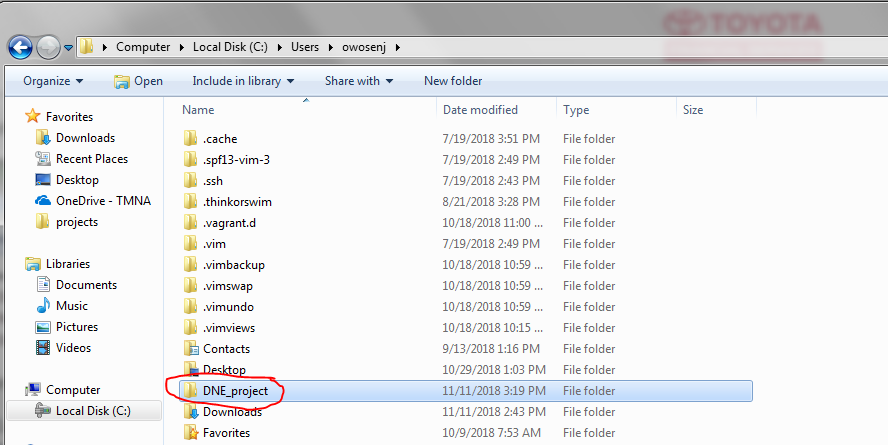 TOYOTA
Computer Local Disk (C:) Users owosenj
Organize Open Include in library Share with New folder
Name Date modified Type Size
Favorites
Downloads
Recent Places
Desktop
OneDrive - TMNA
projects
Libraries
Documents
Music
Pictures
Videos
Computer
Local Disk (C:)
.cache 7/19/2018 3:51 PM File folder
.spf13-vim-3 7/19/2018 2:49 PM File folder
.ssh 7/19/2018 2:43 PM File folder
.thinkorswim 8/21/2018 3:28 PM File folder
.vagrant.d 10/18/2018 11:00 ... File folder
.vim 7/19/2018 2:49 PM File folder
.vimbackup 10/18/2018 10:59 ... File folder
.vimswap 10/18/2018 10:59 ... File folder
.vimundo 10/18/2018 10:59 ... File folder
.vimviews 10/18/2018 10:15 ... File folder
Contacts 9/13/2018 1:16 PM File folder
Desktop 10/29/2018 1:03 PM File folder
DNE_project 11/11/2018 3:19 PM File folder
Downloads 11/11/2018 2:43 PM File folder
Favorites 10/9/2018 7:53 AM File folder